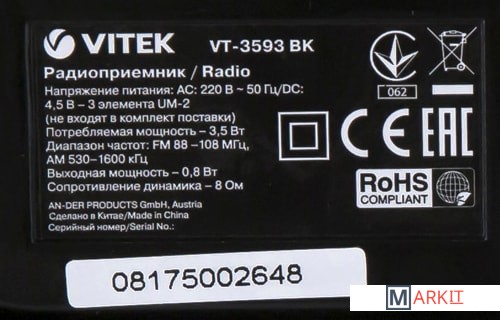 VITEK VT-3593 BK
Радиоприемник / Radio
Напряжение питания: AC: 220 В ~ 50 Гц/DC:
4,5 В – 3 элемента UM-2
(не входят в комплект поставки)
Потребляемая мощность – 3,5 Вт
Диапазон частот: FM 88 –108 МГц,
AM 530–1600 кГц
Выходная мощность – 0,8 Вт
Сопротивление динамика – 8 Ом
AN-DER PRODUCTS GmbH, Austria
Сделано в Китае/ Made in China
Серийный номер/Serial No.:
062
CE EAC
RoHS
COMPLIANT
08175002648
MARKIT